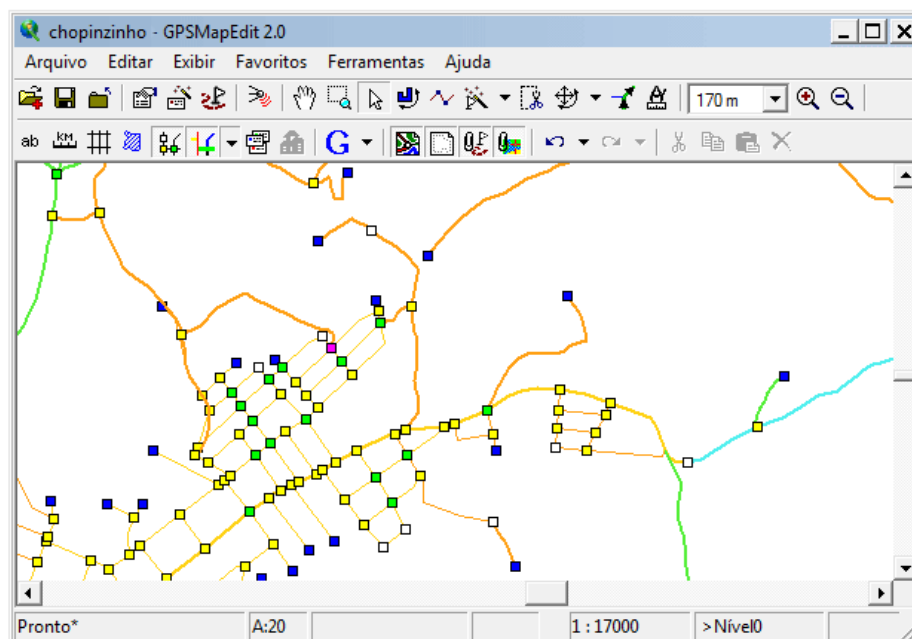 chopinzinho - GPSMapEdit 2.0
Arquivo Editar Exibir Favoritos Ferramentas Ajuda
170 m
ab KM G
Pronto* A:20 1 : 17000 >Nível0